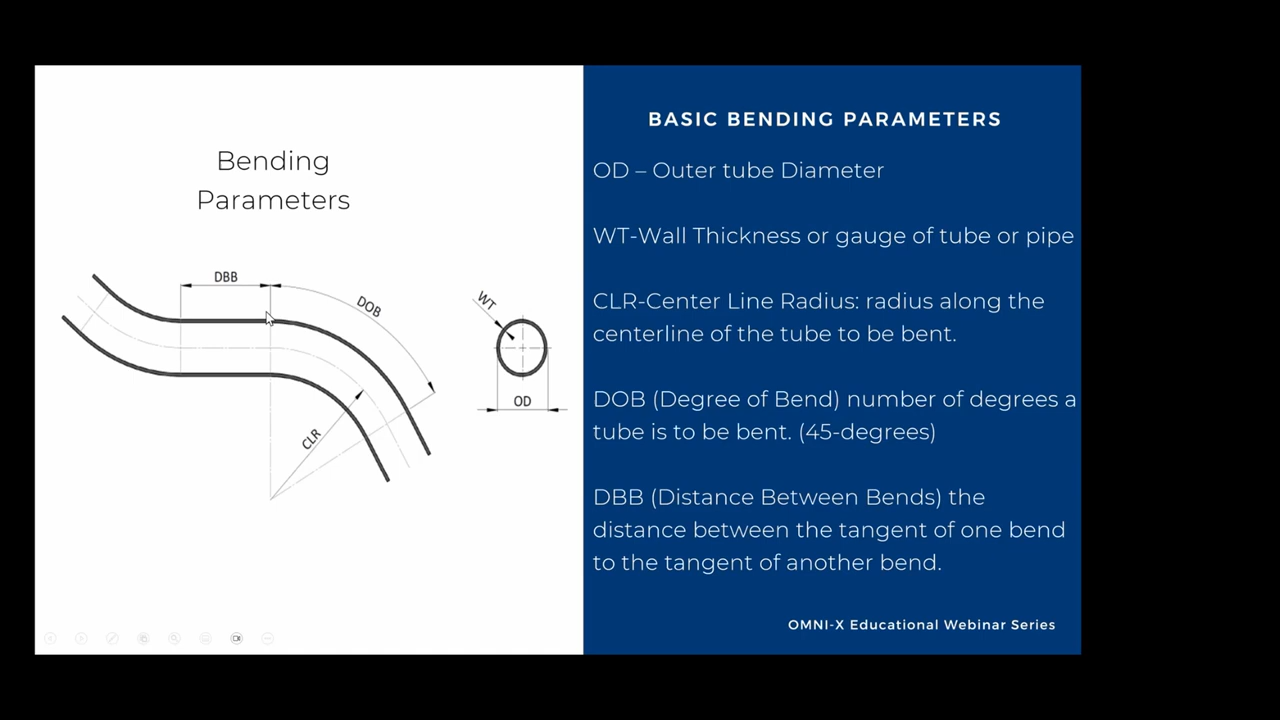 Bending
Parameters
DBB
DOB
CLR
WT
OD
BASIC BENDING PARAMETERS
OD – Outer tube Diameter
WT-Wall Thickness or gauge of tube or pipe
CLR-Center Line Radius: radius along the
centerline of the tube to be bent.
DOB (Degree of Bend) number of degrees a
tube is to be bent. (45-degrees)
DBB (Distance Between Bends) the
distance between the tangent of one bend
to the tangent of another bend.
OMNI-X Educational Webinar Series